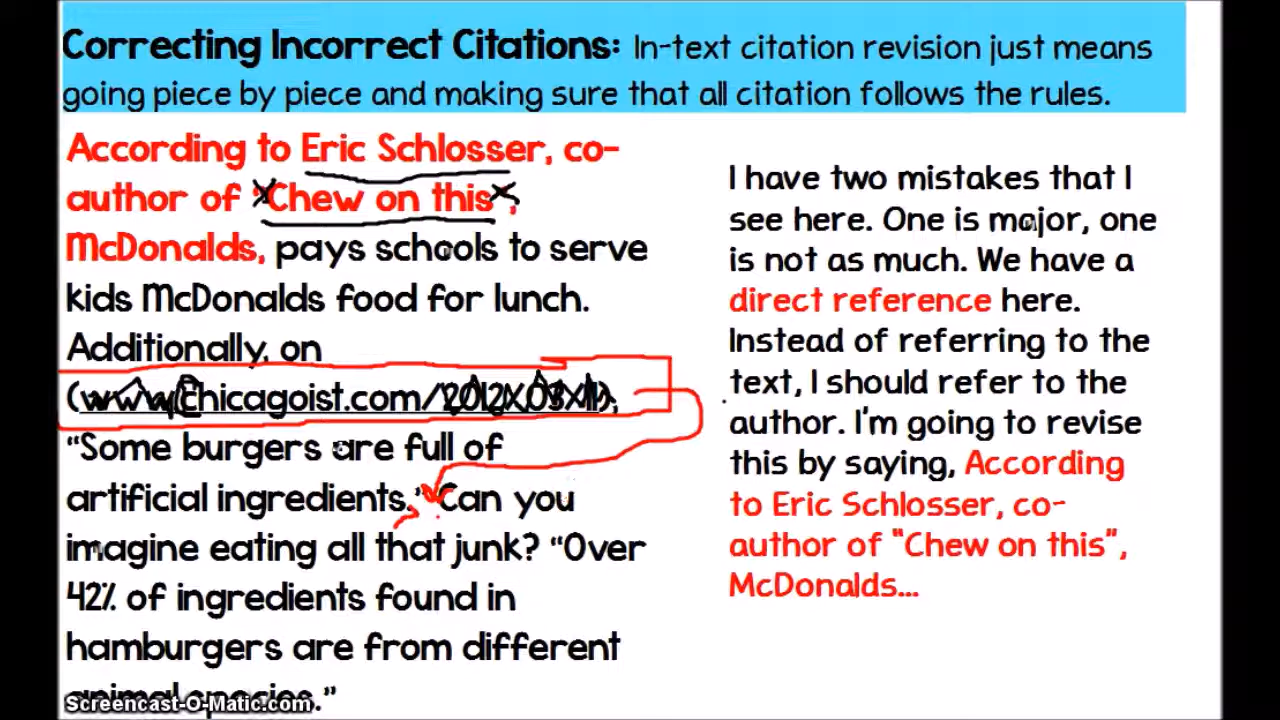 Correcting Incorrect Citations: In-text citation revision just means
going piece by piece and making sure that all citation follows the rules.
According to Eric Schlosser, co-
author of "Chew on this",
McDonalds, pays schools to serve
kids McDonalds food for lunch.
Additionally, on
(www.chicagoist.com/2012/03/11),
"Some burgers are full of
artificial ingredients." Can you
imagine eating all that junk? "Over
42% of ingredients found in
hamburgers are from different
animal species."
I have two mistakes that I
see here. One is major, one
is not as much. We have a
direct reference here.
Instead of referring to the
text, I should refer to the
author. I'm going to revise
this by saying, According
to Eric Schlosser, co-
author of "Chew on this",
McDonalds...
Screencast-O-Matic.com